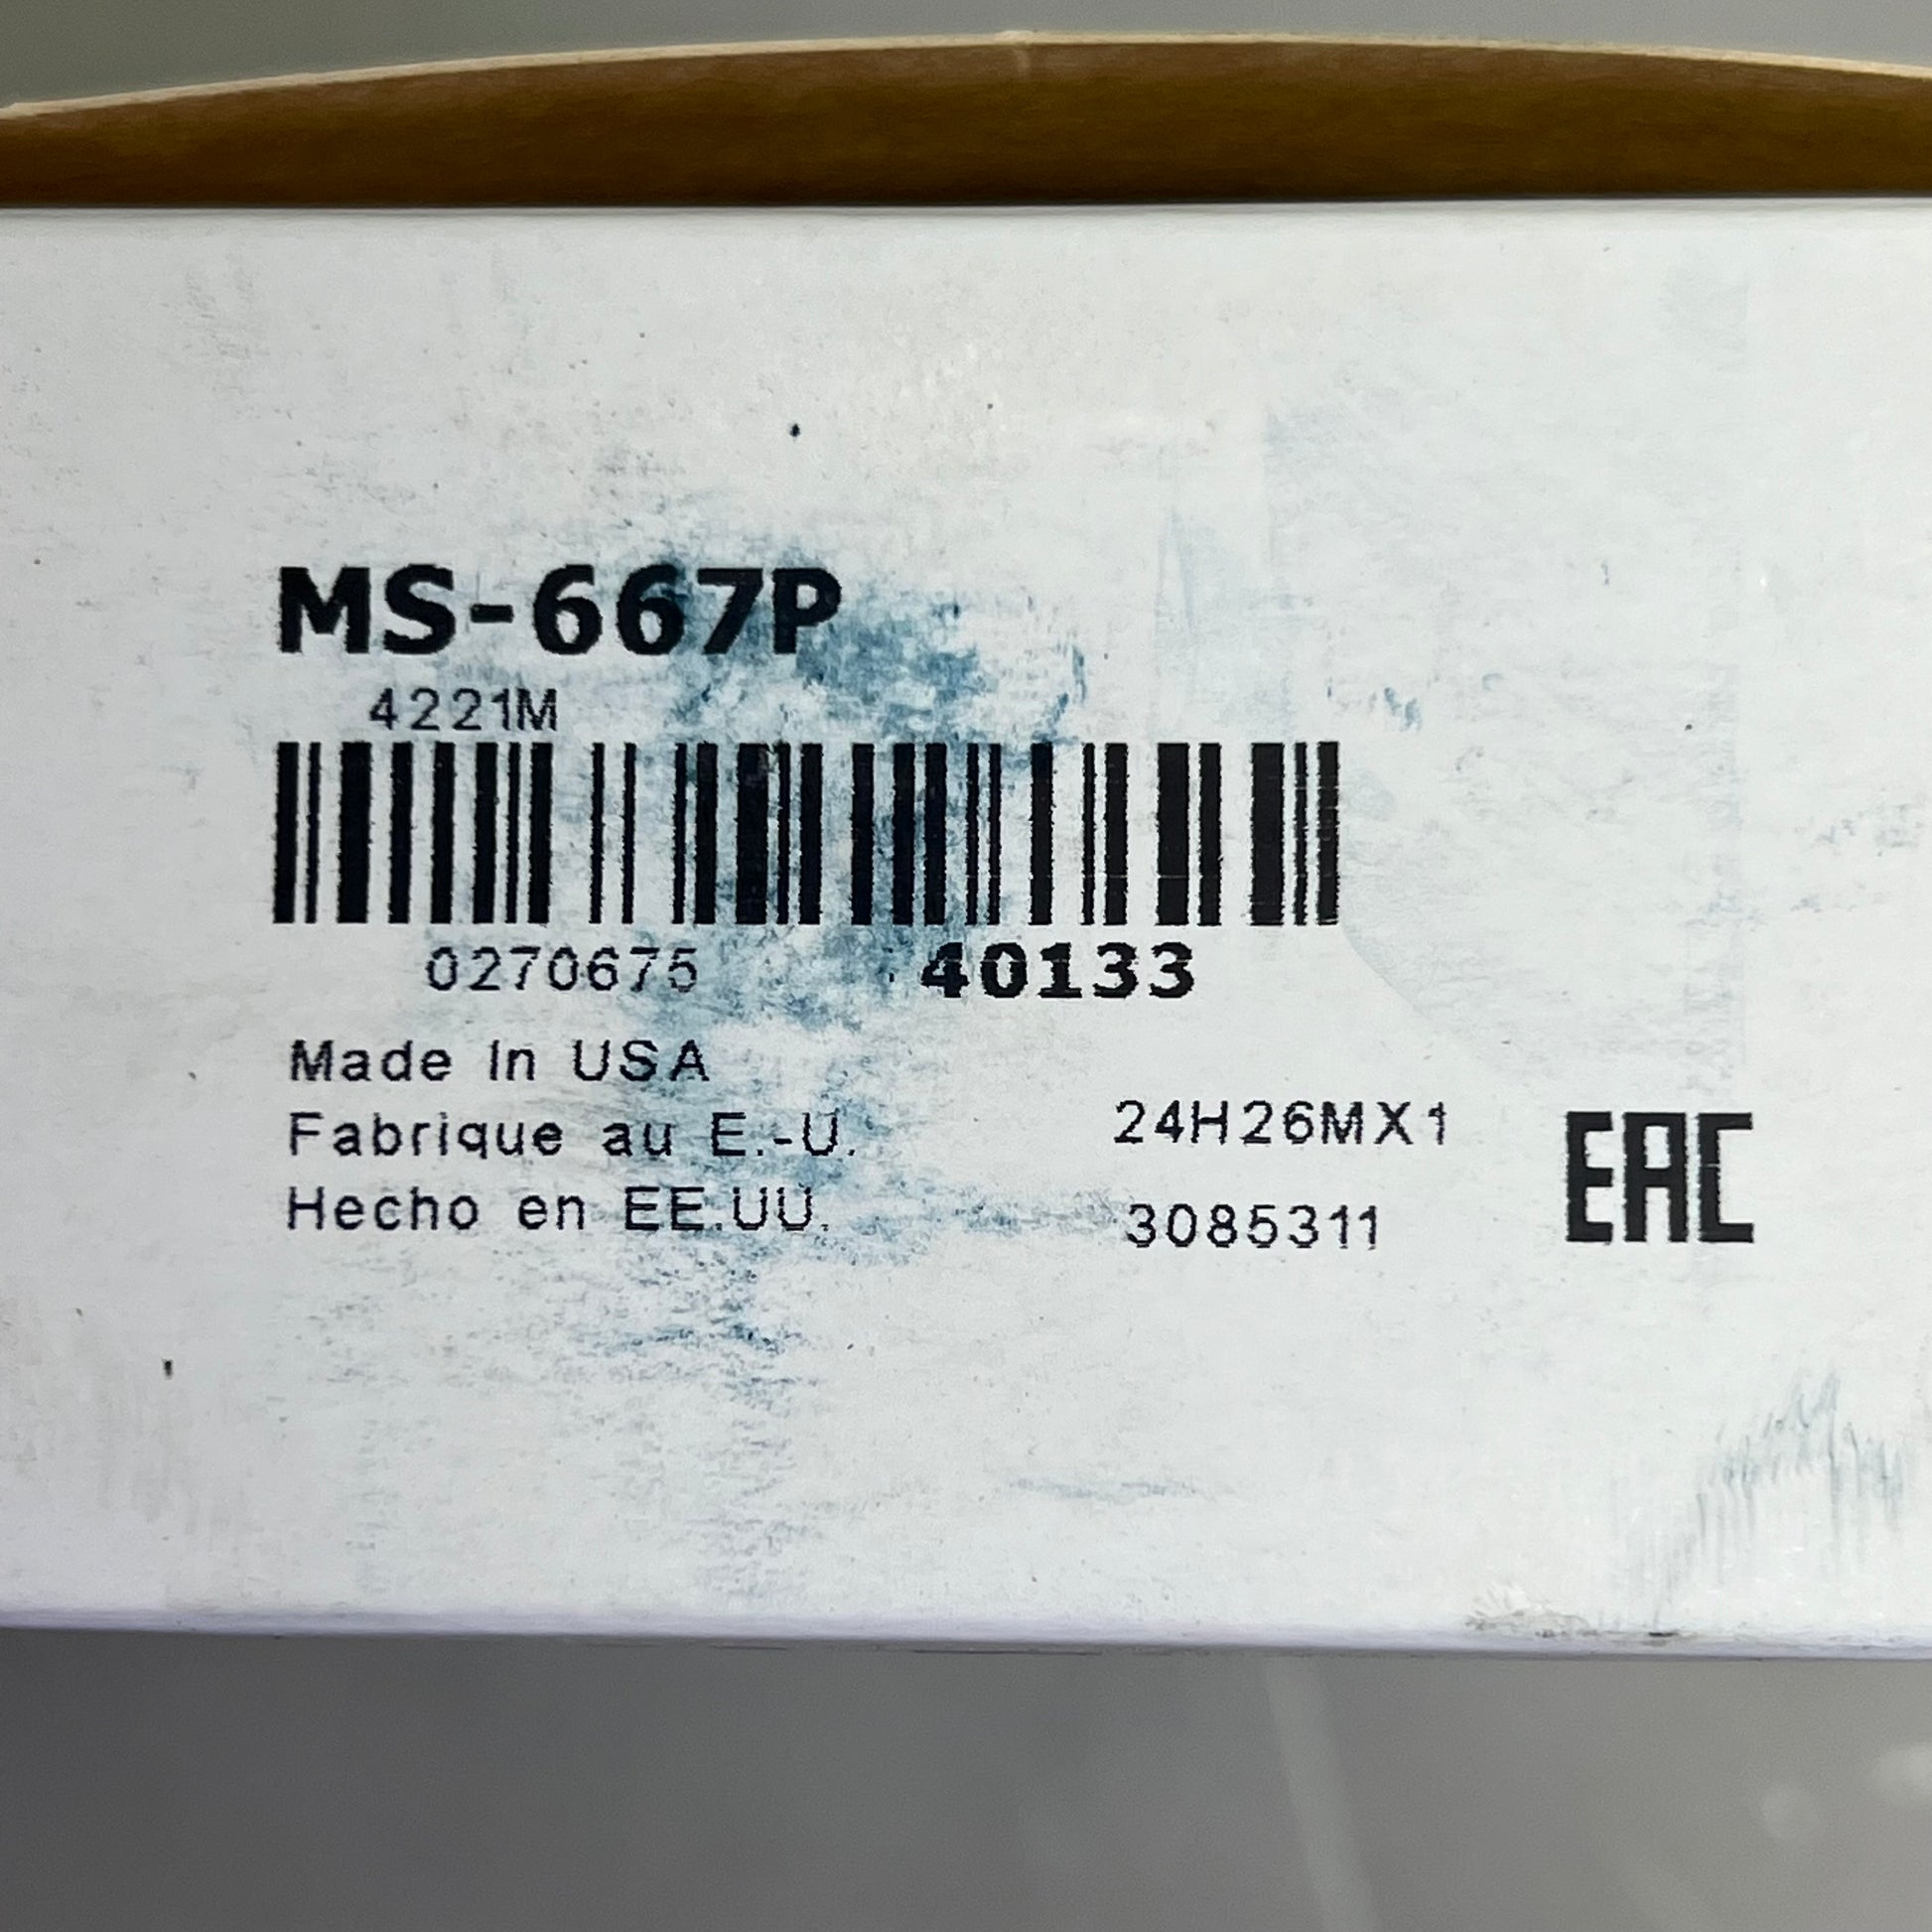 MS-667P
4221M
0270675 40133
Made In USA
Fabrique au E.-U.
Hecho en EE.UU.
24H26MX1
3085311
EAC